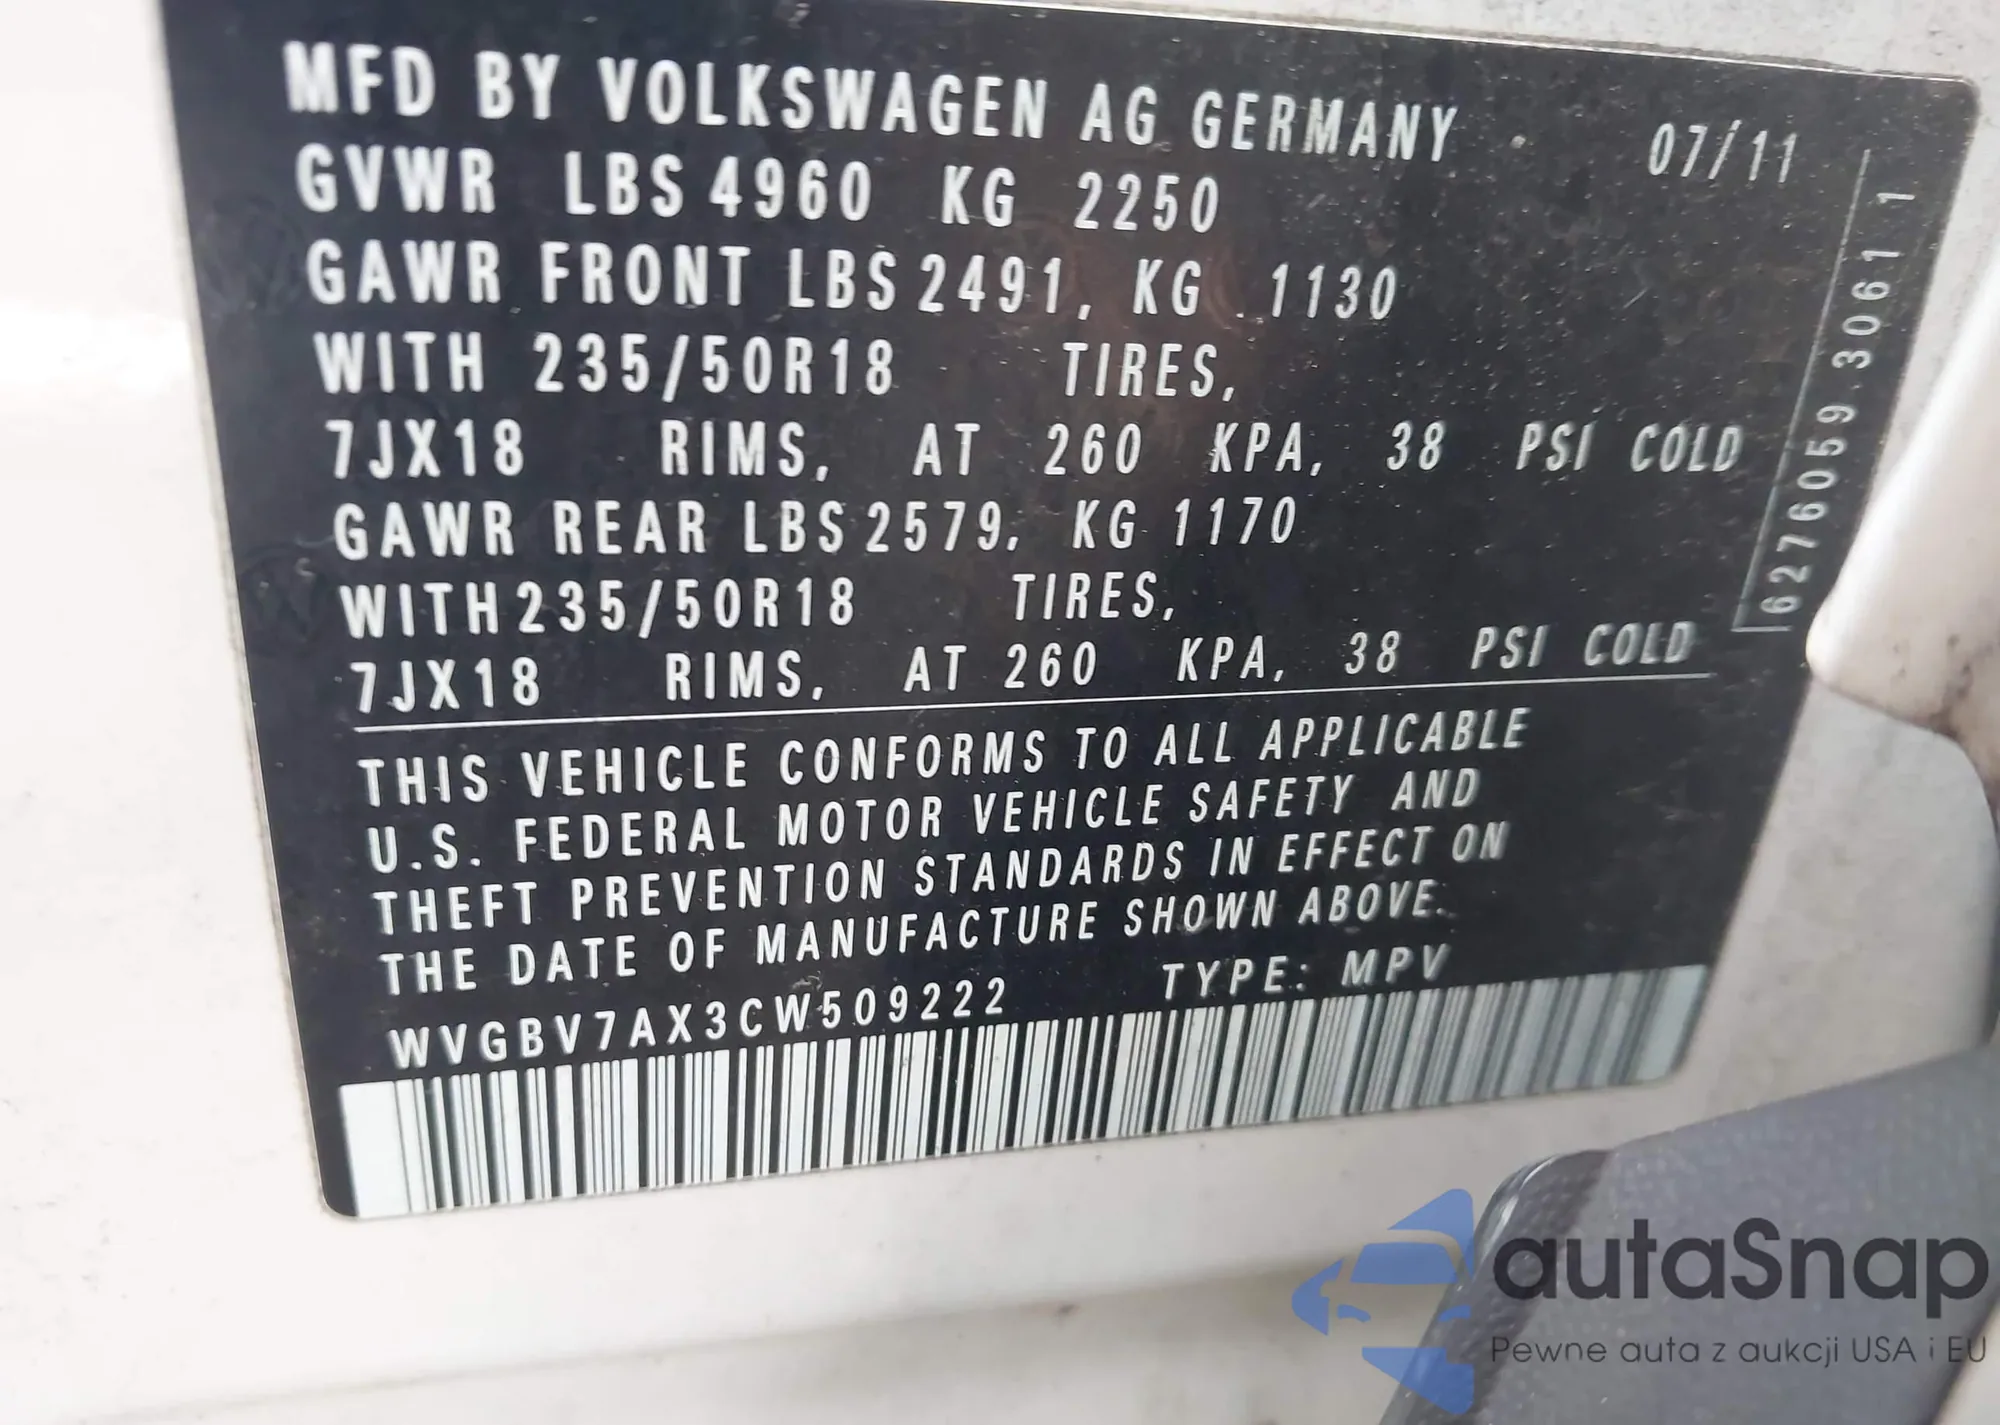 MFD BY VOLKSWAGEN AG GERMANY 07/11
GVWR LBS 4960 KG 2250
GAWR FRONT LBS 2491, KG 1130
WITH 235/50R18 TIRES,
7JX18 RIMS, AT 260 KPA, 38 PSI COLD
GAWR REAR LBS 2579, KG 1170
WITH 235/50R18 TIRES,
7JX18 RIMS, AT 260 KPA, 38 PSI COLD
6276059 30611
THIS VEHICLE CONFORMS TO ALL APPLICABLE
U.S. FEDERAL MOTOR VEHICLE SAFETY AND
THEFT PREVENTION STANDARDS IN EFFECT ON
THE DATE OF MANUFACTURE SHOWN ABOVE.
WVGBV7AX3CW509222 TYPE: MPV
autaSnap
Pewne auta z aukcji USA i EU